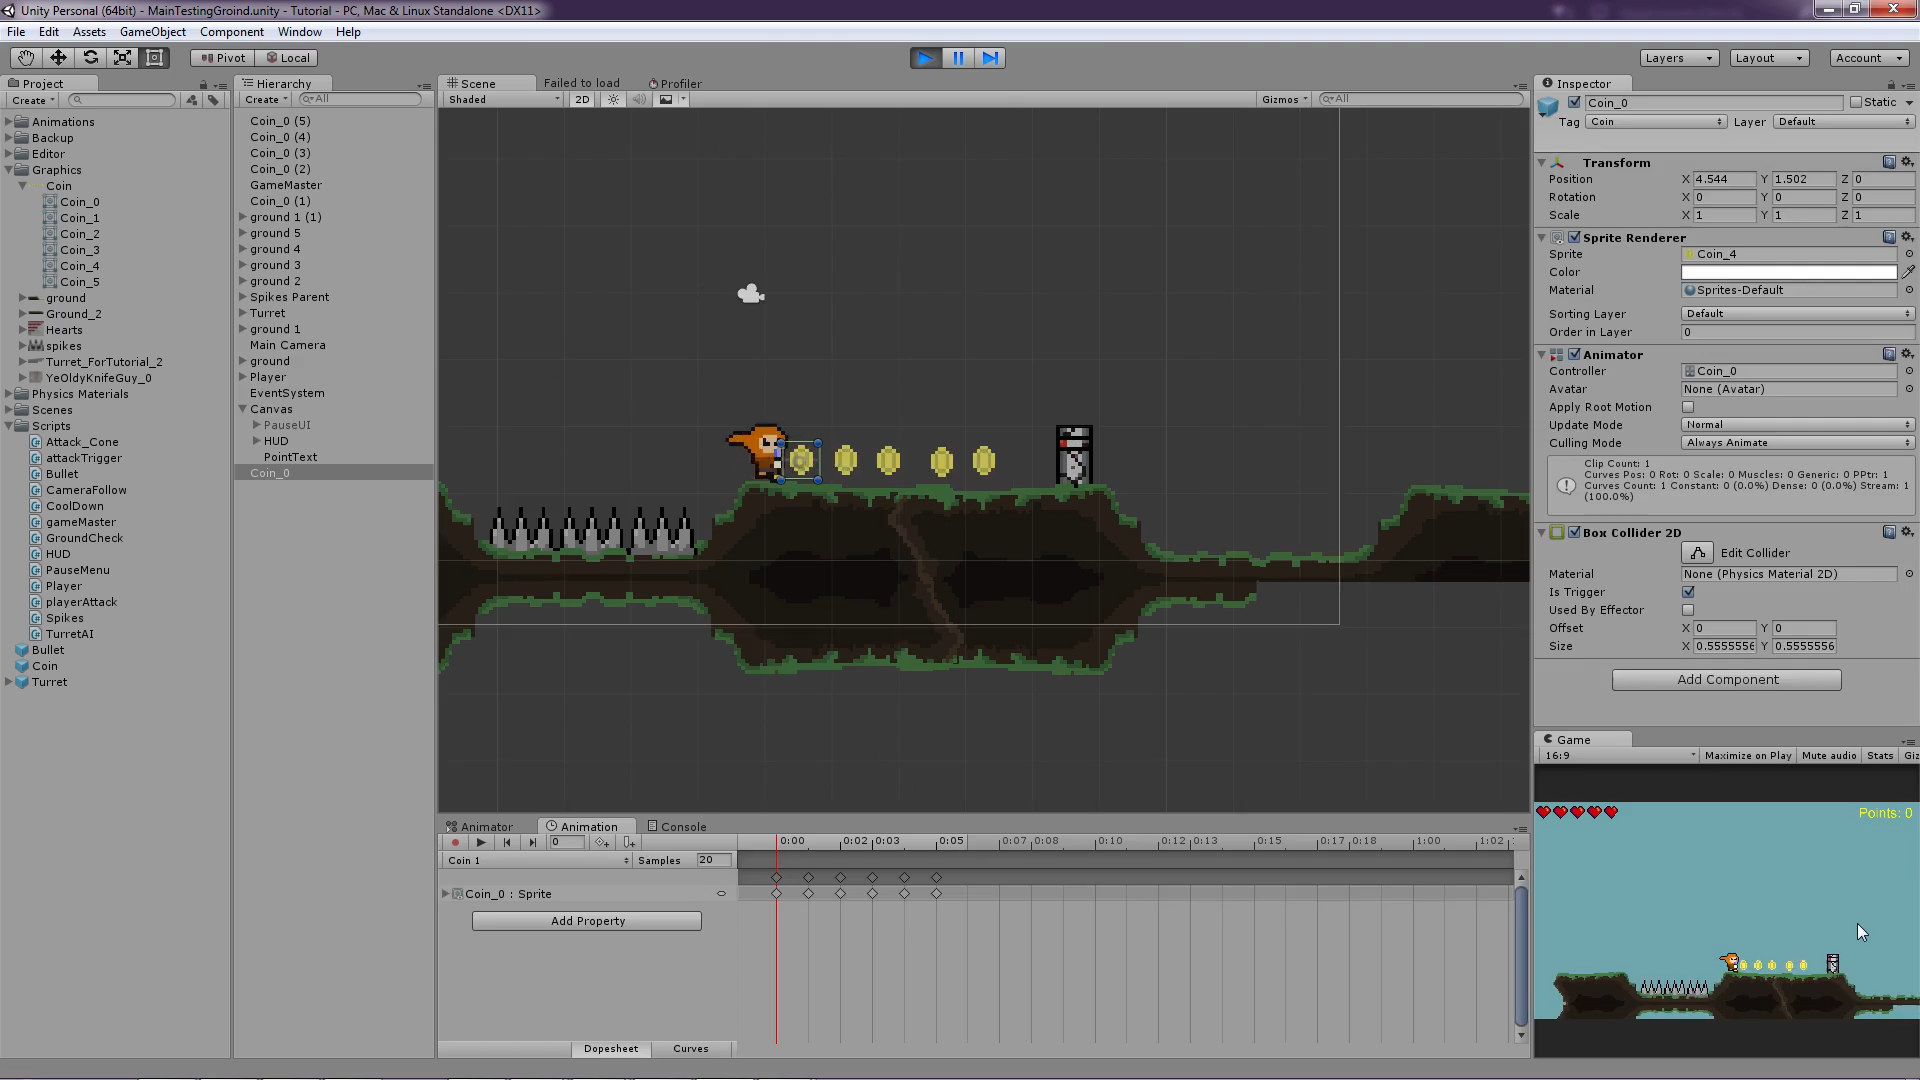 Unity Personal (64bit) - MainTestingGroind.unity - Tutorial - PC, Mac & Linux Standalone <DX11>
File Edit Assets GameObject Component Window Help
Pivot Local Layers Layout Account
Project
Create
Animations
Backup
Editor
Graphics
Coin
Coin_0
Coin_1
Coin_2
Coin_3
Coin_4
Coin_5
ground
Ground_2
Hearts
spikes
Turret_ForTutorial_2
YeOldyKnifeGuy_0
Physics Materials
Scenes
Scripts
Attack_Cone
attackTrigger
Bullet
CameraFollow
CoolDown
gameMaster
GroundCheck
HUD
PauseMenu
Player
playerAttack
Spikes
TurretAI
Bullet
Coin
Turret
Hierarchy
Create All
Coin_0 (5)
Coin_0 (4)
Coin_0 (3)
Coin_0 (2)
GameMaster
Coin_0 (1)
ground 1 (1)
ground 5
ground 4
ground 3
ground 2
Spikes Parent
Turret
ground 1
Main Camera
ground
Player
EventSystem
Canvas
PauseUI
HUD
PointText
Coin_0
Scene Failed to load Profiler
Shaded 2D Gizmos All
Animator Animation Console
0 0:00 0:02 0:03 0:05 0:07 0:08 0:10 0:12 0:13 0:15 0:17 0:18 1:00 1:02
Coin 1 Samples 20
Coin_0 : Sprite
Add Property
Dopesheet Curves
Inspector
Coin_0 Static
Tag Coin Layer Default
Transform
Position X 4.544 Y 1.502 Z 0
Rotation X 0 Y 0 Z 0
Scale X 1 Y 1 Z 1
Sprite Renderer
Sprite Coin_4
Color
Material Sprites-Default
Sorting Layer Default
Order in Layer 0
Animator
Controller Coin_0
Avatar None (Avatar)
Apply Root Motion
Update Mode Normal
Culling Mode Always Animate
Clip Count: 1
Curves Pos: 0 Rot: 0 Scale: 0 Muscles: 0 Generic: 0 PPtr: 1
Curves Count: 1 Constant: 0 (0.0%) Dense: 0 (0.0%) Stream: 1
(100.0%)
Box Collider 2D
Edit Collider
Material None (Physics Material 2D)
Is Trigger
Used By Effector
Offset X 0 Y 0
Size X 0.5555556 Y 0.5555556
Add Component
Game
16:9 Maximize on Play Mute audio Stats Giz
Points: 0